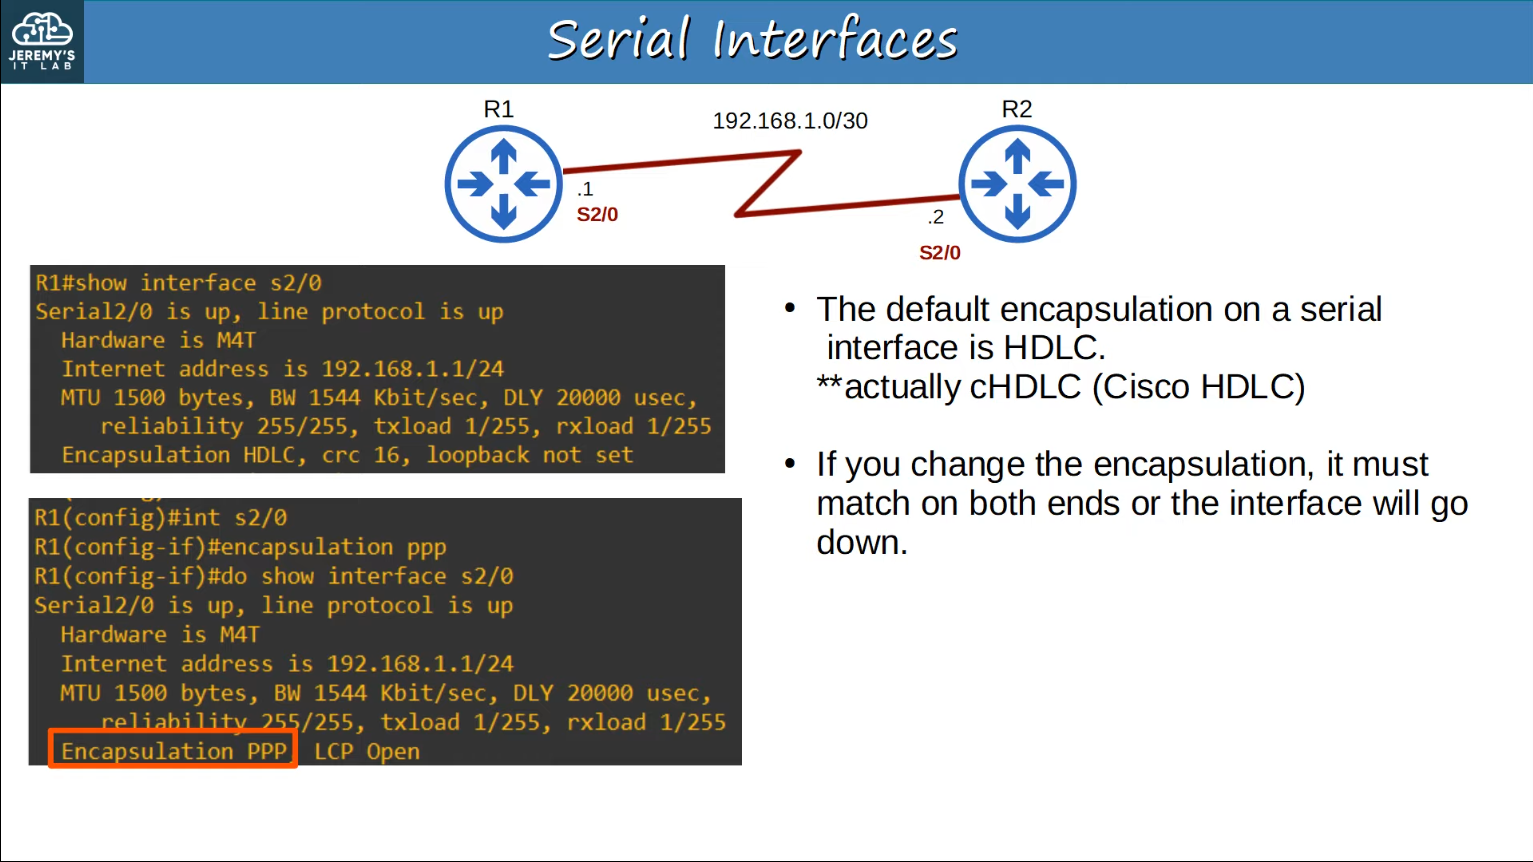 JEREMY'S
IT LAB
Serial Interfaces
R1
R2
192.168.1.0/30
.1
S2/0
.2
S2/0
R1#show interface s2/0
Serial2/0 is up, line protocol is up
Hardware is M4T
Internet address is 192.168.1.1/24
MTU 1500 bytes, BW 1544 Kbit/sec, DLY 20000 usec,
reliability 255/255, txload 1/255, rxload 1/255
Encapsulation HDLC, crc 16, loopback not set
R1(config)#int s2/0
R1(config-if)#encapsulation ppp
R1(config-if)#do show interface s2/0
Serial2/0 is up, line protocol is up
Hardware is M4T
Internet address is 192.168.1.1/24
MTU 1500 bytes, BW 1544 Kbit/sec, DLY 20000 usec,
reliability 255/255, txload 1/255, rxload 1/255
Encapsulation PPP, LCP Open
• The default encapsulation on a serial
interface is HDLC.
**actually cHDLC (Cisco HDLC)
• If you change the encapsulation, it must
match on both ends or the interface will go
down.